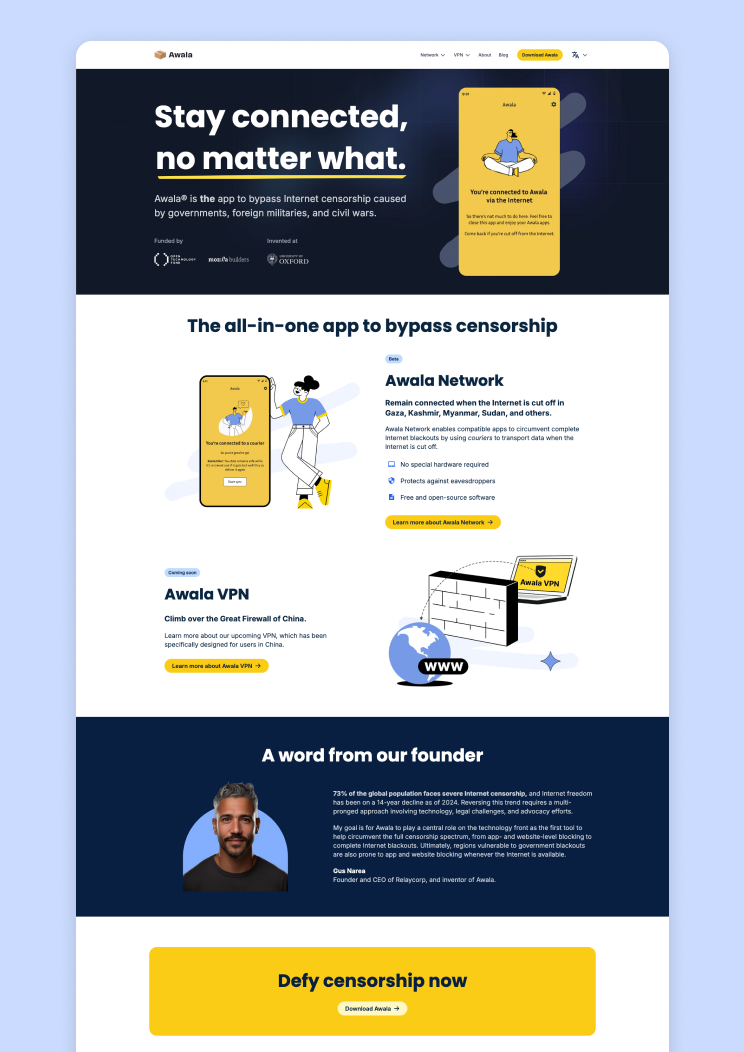 Awala
Network
VPN
About
Blog
Download Awala
Stay connected,
no matter what.
Awala® is the app to bypass Internet censorship caused
by governments, foreign militaries, and civil wars.
Funded by
Invented at
OPEN
TECHNOLOGY
FUND
moz://a builders
UNIVERSITY OF
OXFORD
Awala
You're connected to Awala
via the Internet
So there's not much to do here. Feel free to
close this app and enjoy your Awala apps.
Come back if you're cut off from the Internet.
The all-in-one app to bypass censorship
Awala
You're connected to a courier
Beta
Awala Network
Remain connected when the Internet is cut off in
Gaza, Kashmir, Myanmar, Sudan, and others.
Awala Network enables compatible apps to circumvent complete
Internet blackouts by using couriers to transport data when the
Internet is cut off.
No special hardware required
Protects against eavesdroppers
Free and open-source software
Learn more about Awala Network →
Coming soon
Awala VPN
Climb over the Great Firewall of China.
Learn more about our upcoming VPN, which has been
specifically designed for users in China.
Learn more about Awala VPN →
Awala VPN
WWW
A word from our founder
73% of the global population faces severe Internet censorship, and Internet freedom
has been on a 14-year decline as of 2024. Reversing this trend requires a multi-
pronged approach involving technology, legal challenges, and advocacy efforts.
My goal is for Awala to play a central role on the technology front as the first tool to
help circumvent the full censorship spectrum, from app- and website-level blocking to
complete Internet blackouts. Ultimately, regions vulnerable to government blackouts
are also prone to app and website blocking whenever the Internet is available.
Gus Narea
Founder and CEO of Relaycorp, and inventor of Awala.
Defy censorship now
Download Awala →